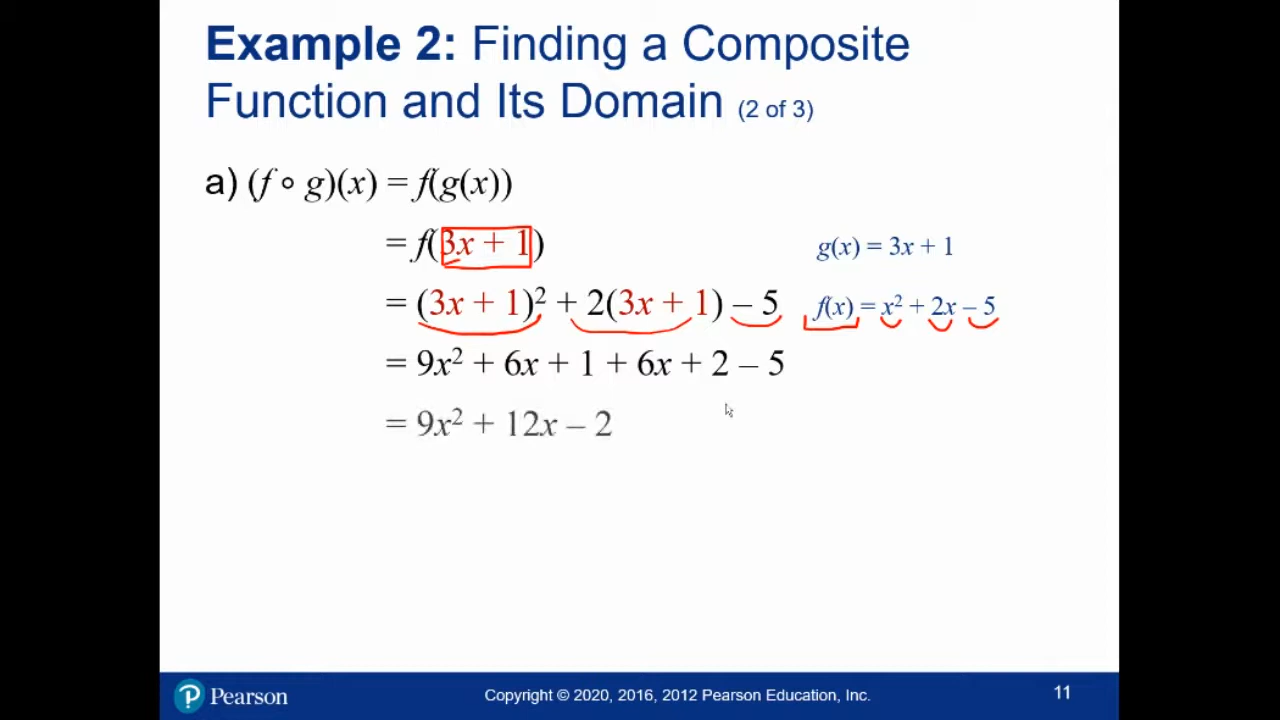 Example 2: Finding a Composite
Function and Its Domain (2 of 3)
a) (f ∘ g)(x) = f(g(x))
= f(3x + 1)
g(x) = 3x + 1
= (3x + 1)² + 2(3x + 1) – 5
f(x) = x² + 2x – 5
= 9x² + 6x + 1 + 6x + 2 – 5
= 9x² + 12x – 2
Pearson
Copyright © 2020, 2016, 2012 Pearson Education, Inc.
11